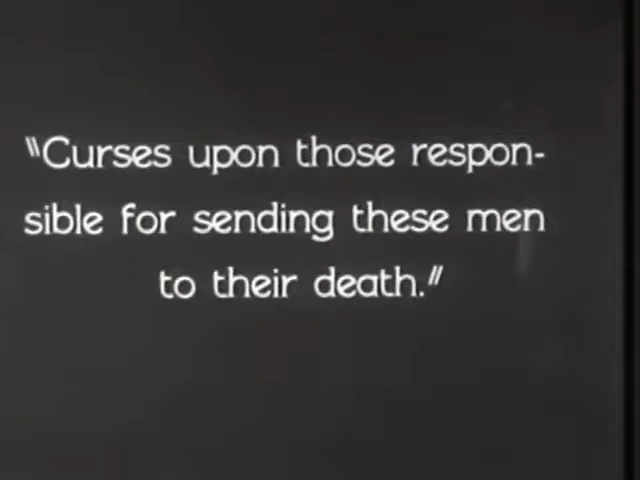 "Curses upon those respon-
sible for sending these men
to their death."